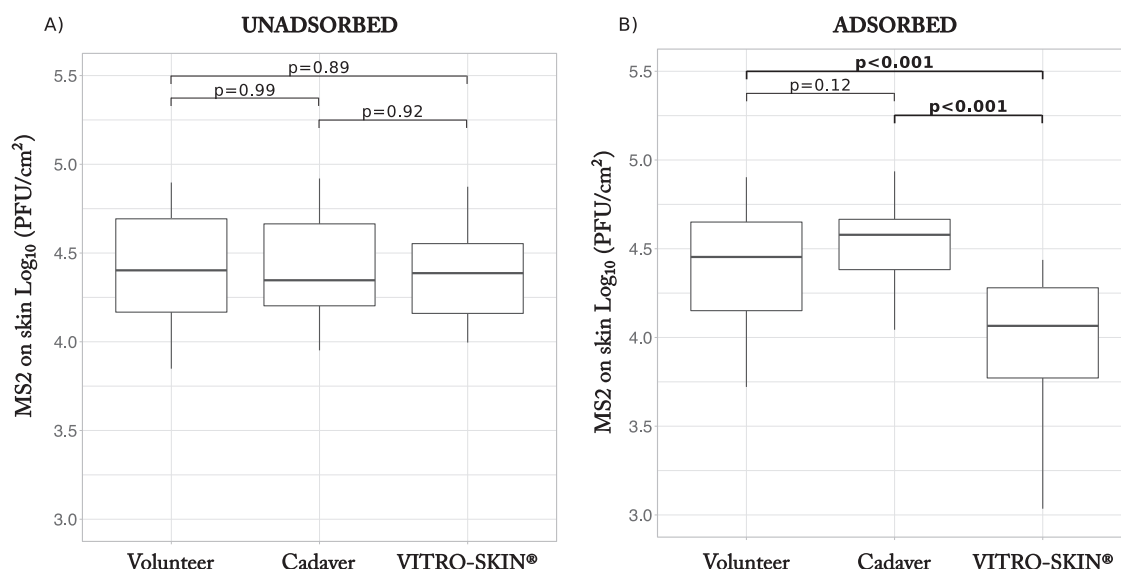 A)
UNADSORBED
p=0.89
p=0.99
p=0.92
MS2 on skin Log₁₀ (PFU/cm²)
5.5
5.0
4.5
4.0
3.5
3.0
Volunteer
Cadaver
VITRO-SKIN®
B)
ADSORBED
p<0.001
p=0.12
p<0.001
MS2 on skin Log₁₀ (PFU/cm²)
5.5
5.0
4.5
4.0
3.5
3.0
Volunteer
Cadaver
VITRO-SKIN®